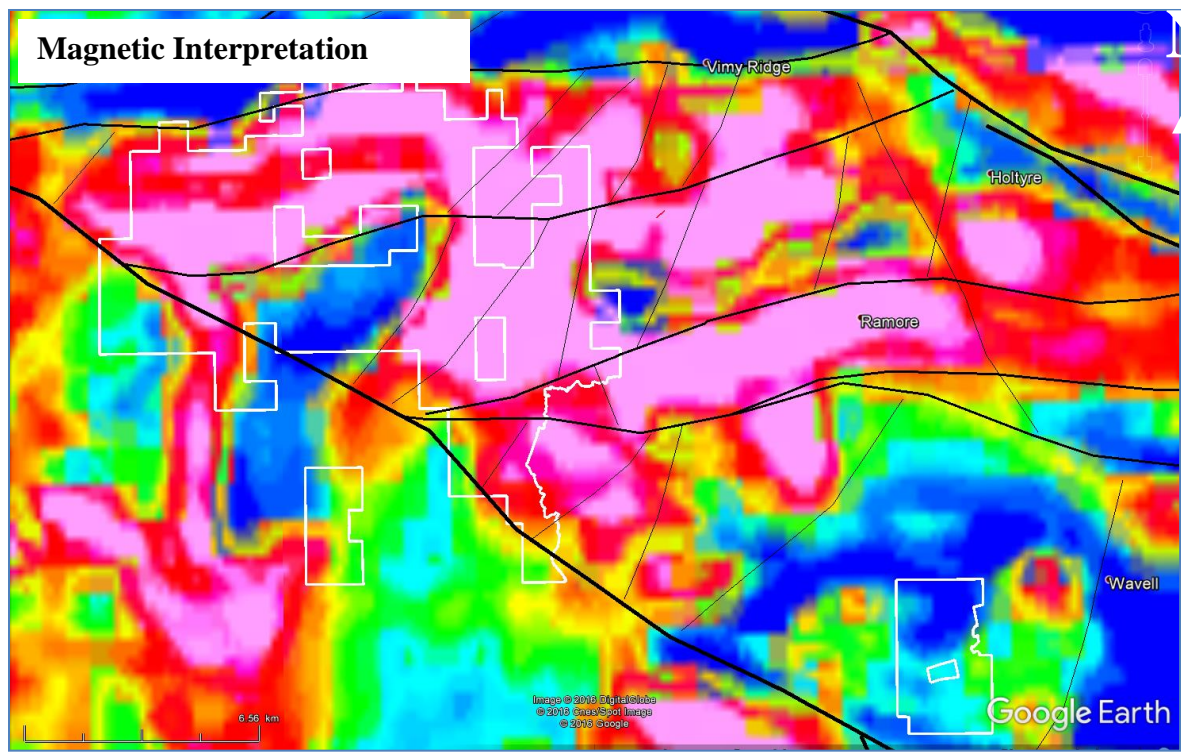 Magnetic Interpretation
Vimy Ridge
Holtyre
Ramore
Wavell
Image © 2016 DigitalGlobe
© 2016 Cnes/Spot Image
© 2016 Google
6.56 km
Google Earth